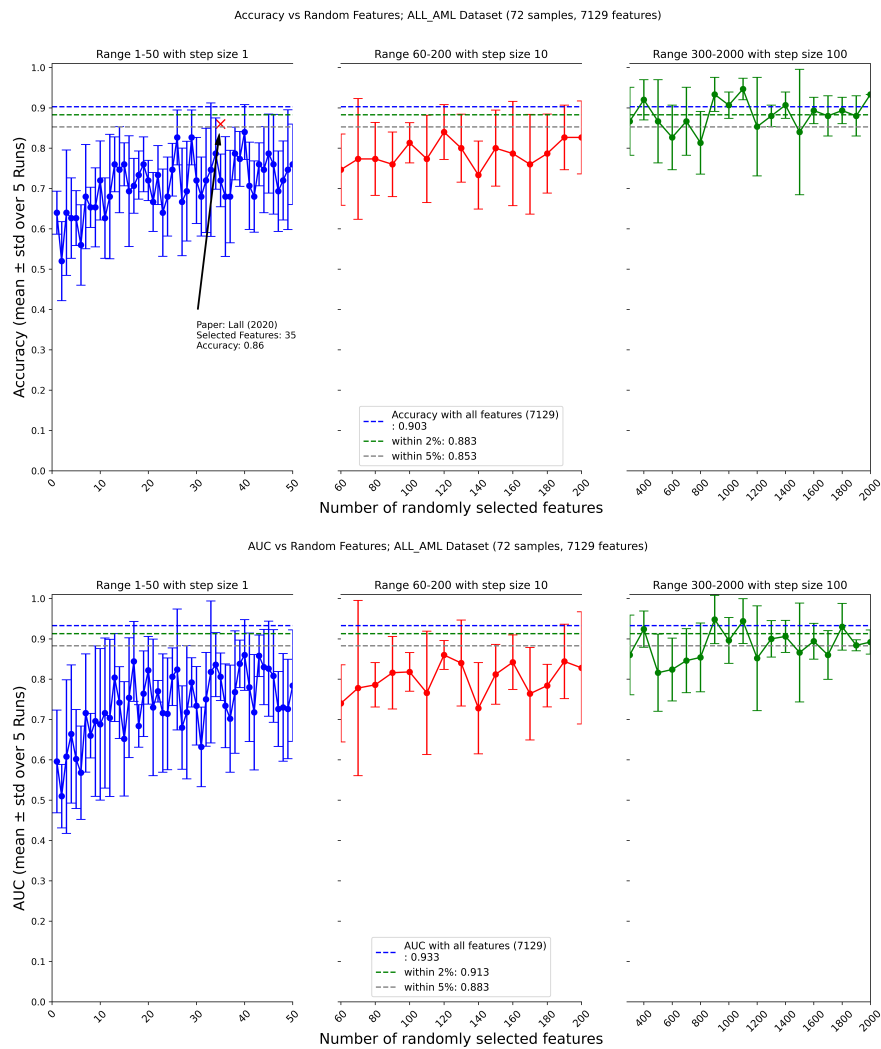 Accuracy vs Random Features; ALL_AML Dataset (72 samples, 7129 features)
Range 1-50 with step size 1
Range 60-200 with step size 10
Range 300-2000 with step size 100
Accuracy (mean ± std over 5 Runs)
1.0
0.9
0.8
0.7
0.6
0.5
0.4
0.3
0.2
0.1
0.0
Paper: Lall (2020)
Selected Features: 35
Accuracy: 0.86
Accuracy with all features (7129)
: 0.903
within 2%: 0.883
within 5%: 0.853
0 10 20 30 40 50
60 80 100 120 140 160 180 200
400 600 800 1000 1200 1400 1600 1800 2000
Number of randomly selected features
AUC vs Random Features; ALL_AML Dataset (72 samples, 7129 features)
Range 1-50 with step size 1
Range 60-200 with step size 10
Range 300-2000 with step size 100
AUC (mean ± std over 5 Runs)
1.0
0.9
0.8
0.7
0.6
0.5
0.4
0.3
0.2
0.1
0.0
AUC with all features (7129)
: 0.933
within 2%: 0.913
within 5%: 0.883
0 10 20 30 40 50
60 80 100 120 140 160 180 200
400 600 800 1000 1200 1400 1600 1800 2000
Number of randomly selected features